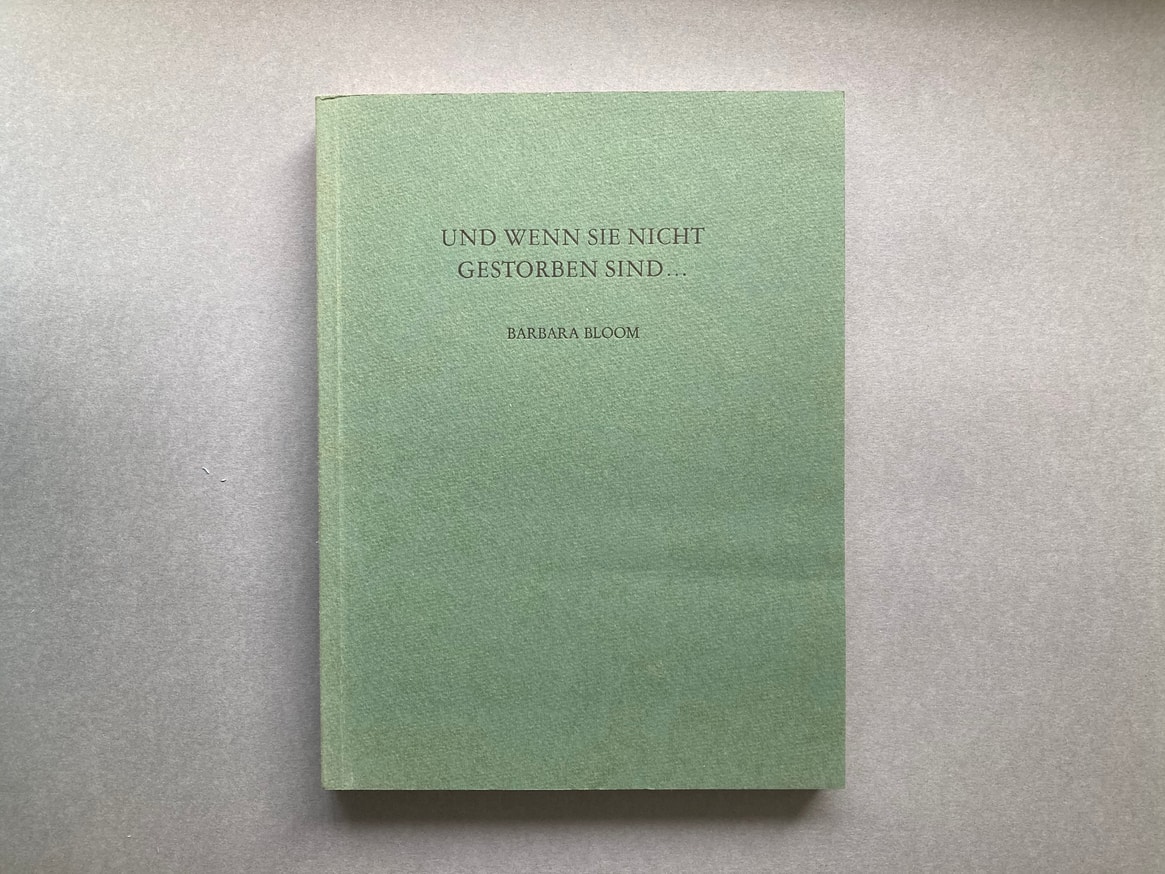 UND WENN SIE NICHT
GESTORBEN SIND...
BARBARA BLOOM